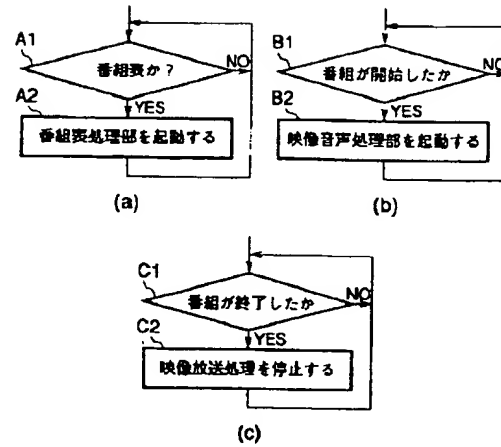 A1
番組表か？
NO
A2
YES
番組表処理部を起動する
(a)
B1
番組が開始したか
NO
B2
YES
映像音声処理部を起動する
(b)
C1
番組が終了したか
NO
C2
YES
映像放送処理を停止する
(c)